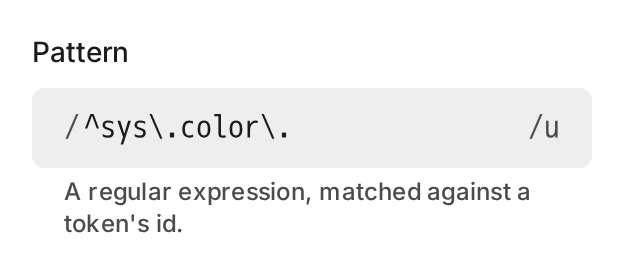 Pattern
/^sys\.color\. /u
A regular expression, matched against a
token's id.